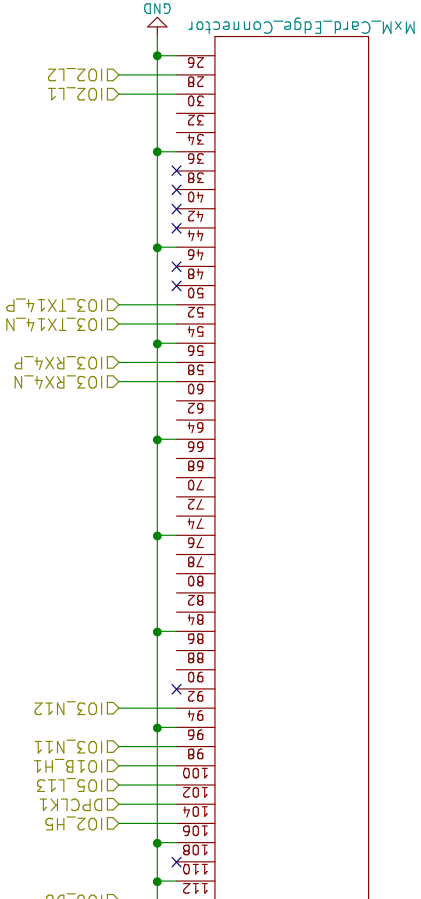 GND
MxM_Card_Edge_Connector
26
IO2_L2 28
IO2_L1 30
32
34
36
38
40
42
44
46
48
50
IO3_TX14_P 52
IO3_TX14_N 54
56
IO3_RX4_P 58
IO3_RX4_N 60
62
64
66
68
70
72
74
76
78
80
82
84
86
88
90
92
IO3_N12 94
96
IO3_N11 98
IO1B_H1 100
IO5_L13 102
DPCLK1 104
IO2_H5 106
108
110
112